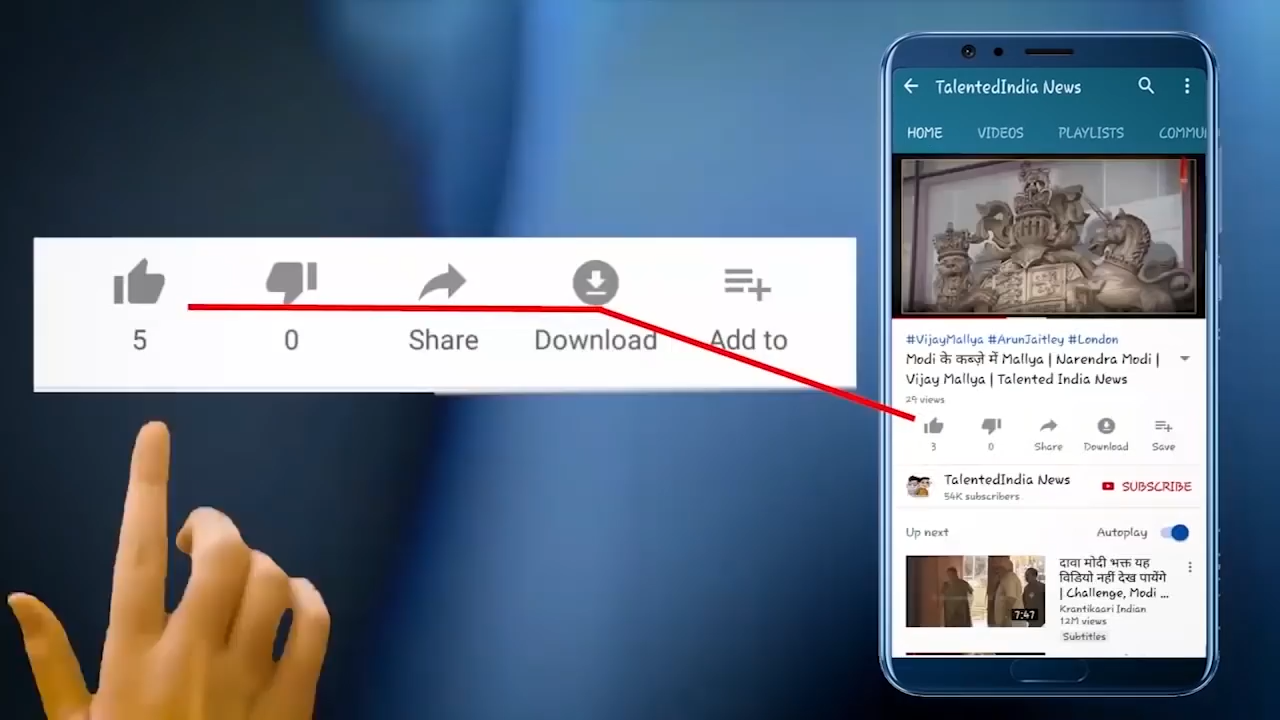 5
0
Share
Download
Add to
TalentedIndia News
HOME VIDEOS PLAYLISTS COMMU
#VijayMallya #ArunJaitley #London
Modi के कब्ज़े में Mallya | Narendra Modi |
Vijay Mallya | Talented India News
29 views
3
0
Share
Download
Save
TalentedIndia News
54K subscribers
SUBSCRIBE
Up next
Autoplay
7:47
दावा मोदी भक्त यह
विडियो नहीं देख पायेंगे
| Challenge, Modi ...
Krantikaari Indian
12M views
Subtitles